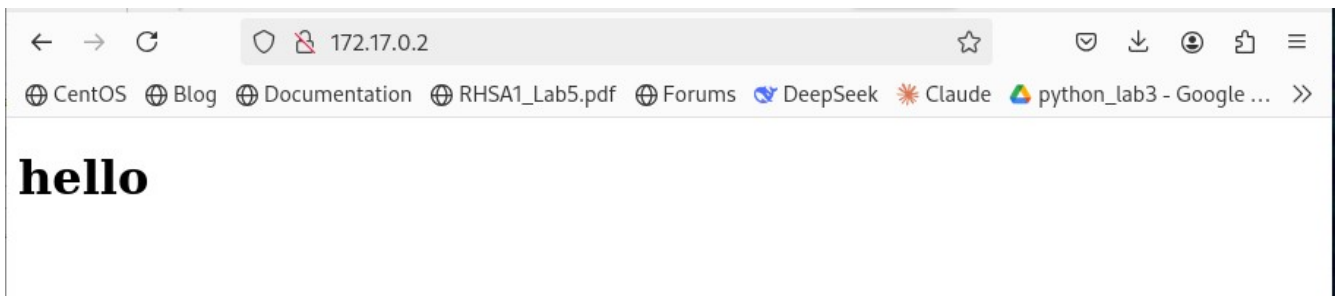 172.17.0.2
CentOS Blog Documentation RHSA1_Lab5.pdf Forums DeepSeek Claude python_lab3 - Google ...
hello